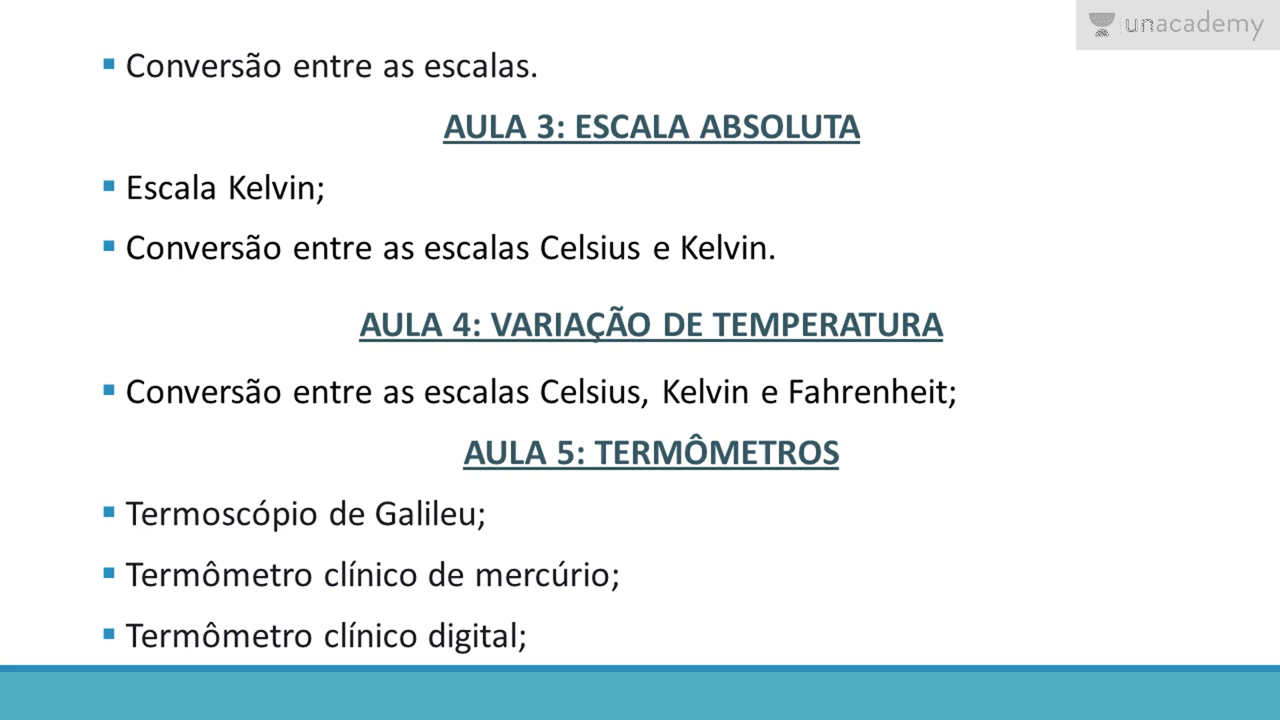 unacademy
Conversão entre as escalas.
AULA 3: ESCALA ABSOLUTA
Escala Kelvin;
Conversão entre as escalas Celsius e Kelvin.
AULA 4: VARIAÇÃO DE TEMPERATURA
Conversão entre as escalas Celsius, Kelvin e Fahrenheit;
AULA 5: TERMÔMETROS
Termoscópio de Galileu;
Termômetro clínico de mercúrio;
Termômetro clínico digital;